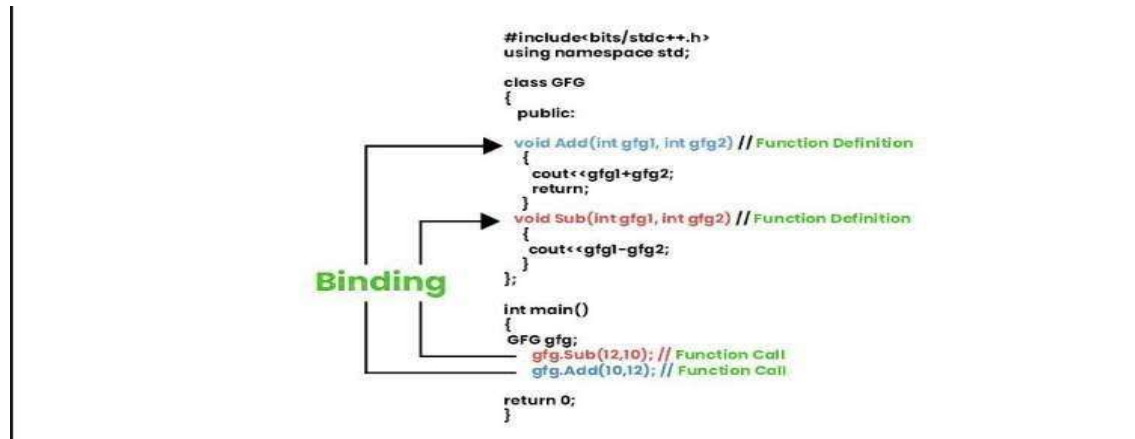 #include<bits/stdc++.h>
using namespace std;
class GFG
{
public:
void Add(int gfg1, int gfg2) // Function Definition
{
cout<<gfg1+gfg2;
return;
}
void Sub(int gfg1, int gfg2) // Function Definition
{
cout<<gfg1-gfg2;
}
};
Binding
int main()
{
GFG gfg;
gfg.Sub(12,10); // Function Call
gfg.Add(10,12); // Function Call
return 0;
}